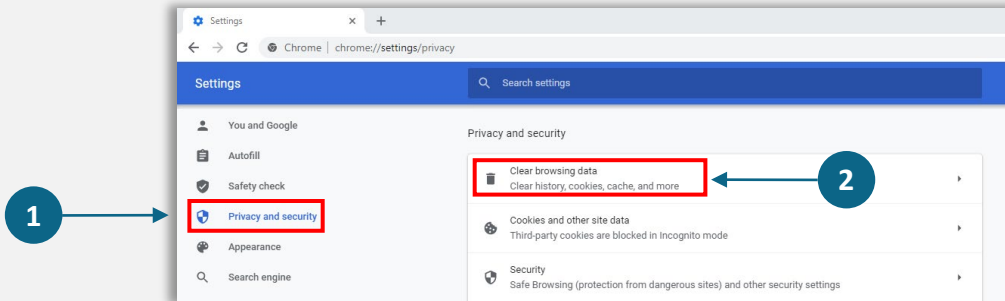 Settings
Chrome | chrome://settings/privacy
Settings
Search settings
You and Google
Autofill
Safety check
1
Privacy and security
Appearance
Search engine
Privacy and security
Clear browsing data
Clear history, cookies, cache, and more
2
Cookies and other site data
Third-party cookies are blocked in Incognito mode
Security
Safe Browsing (protection from dangerous sites) and other security settings